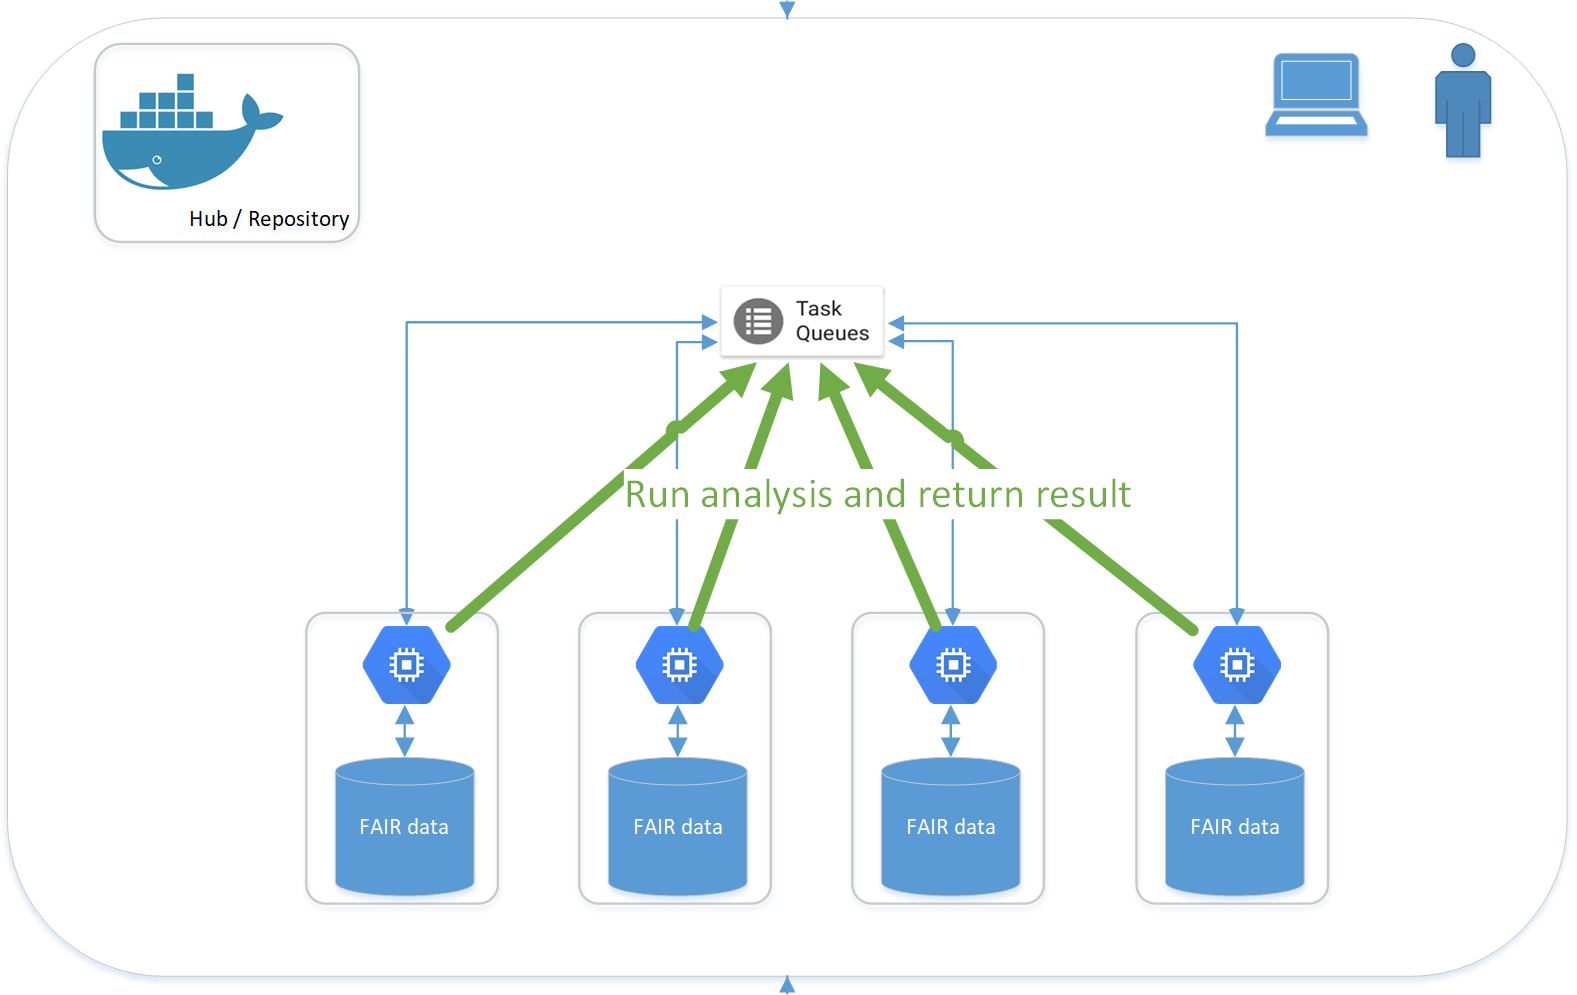 Hub / Repository
Task
Queues
Run analysis and return result
FAIR data
FAIR data
FAIR data
FAIR data